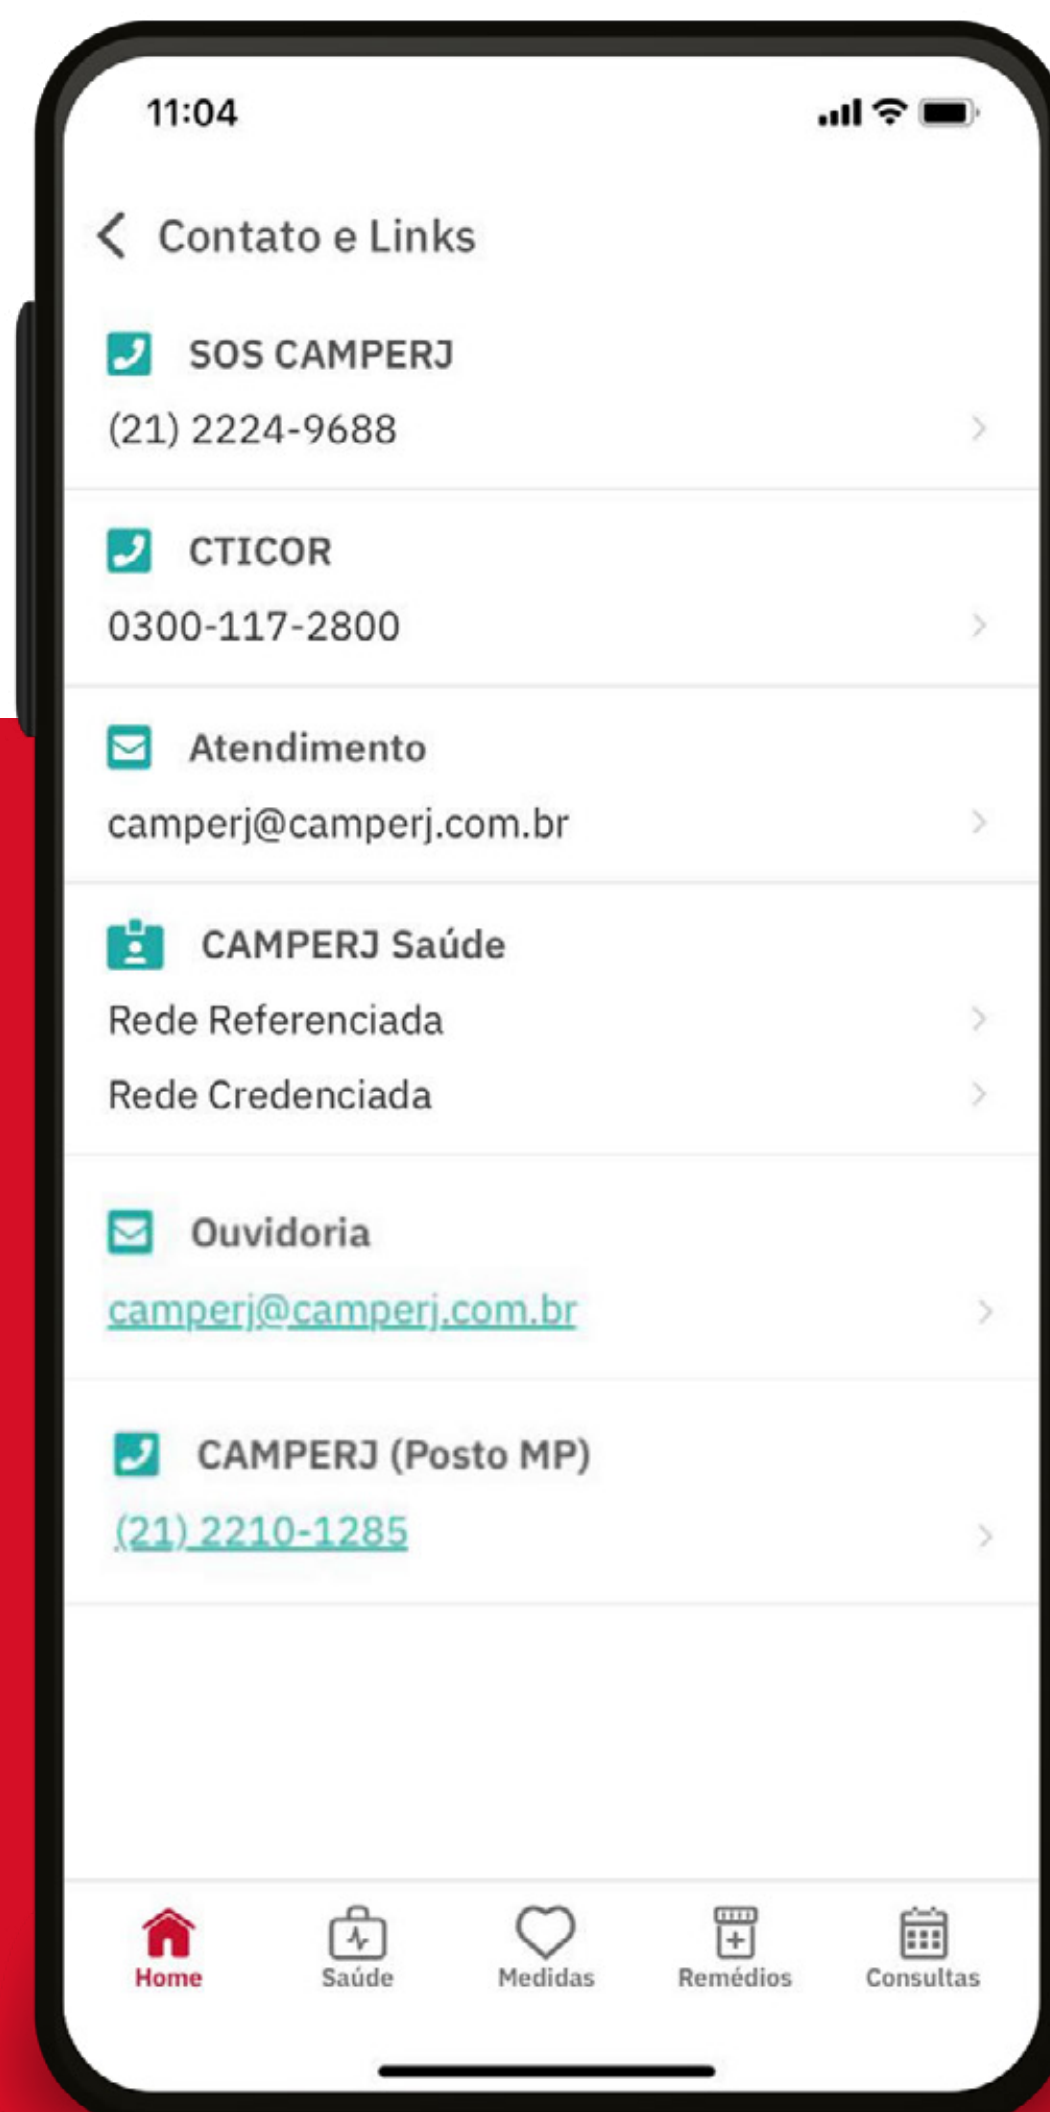 11:04
Contato e Links
SOS CAMPERJ
(21) 2224-9688
CTICOR
0300-117-2800
Atendimento
camperj@camperj.com.br
CAMPERJ Saúde
Rede Referenciada
Rede Credenciada
Ouvidoria
camperj@camperj.com.br
CAMPERJ (Posto MP)
(21) 2210-1285
Home Saúde Medidas Remédios Consultas